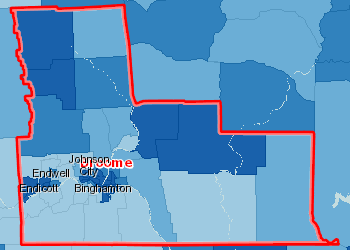 Johnson
City
Broome
Endwell
Endicott
Binghamton